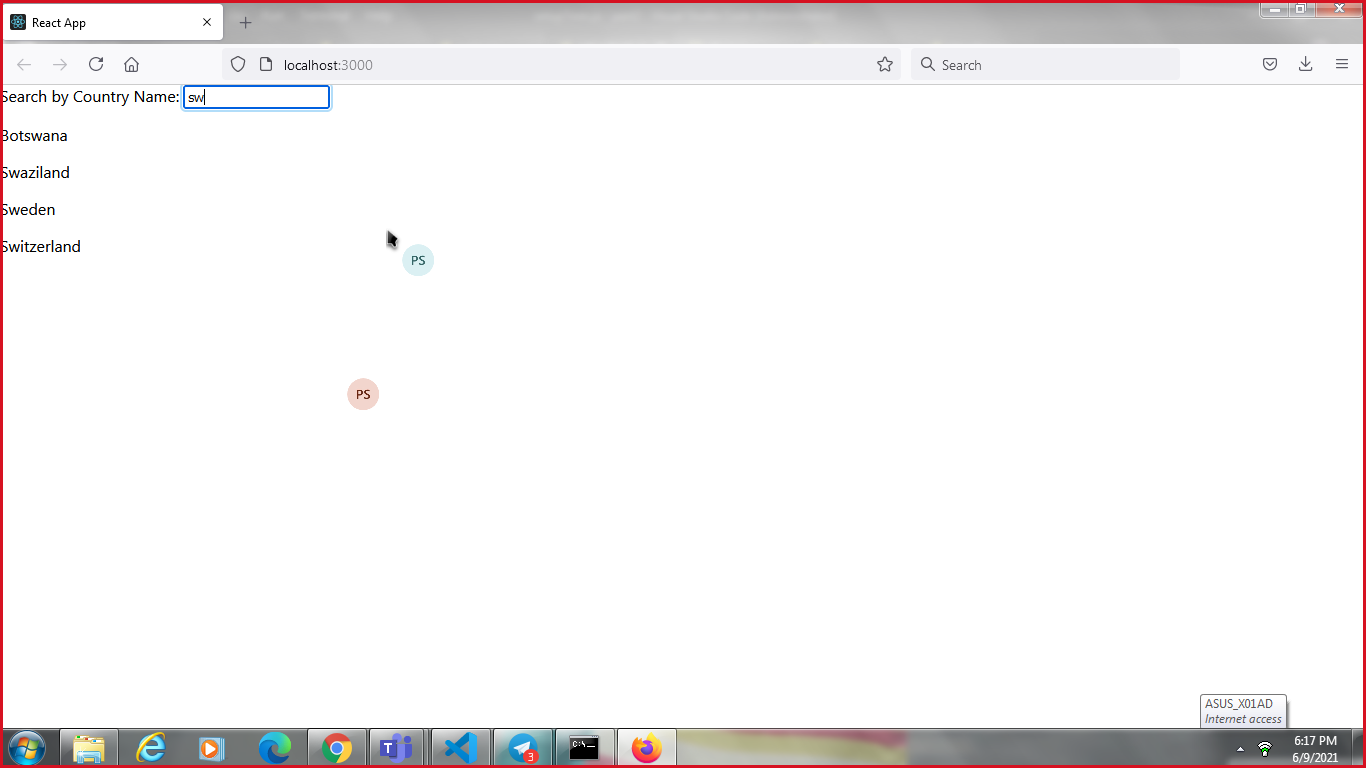 React App
localhost:3000
Search
Search by Country Name: sw
Botswana
Swaziland
Sweden
Switzerland
PS
PS
ASUS_X01AD
Internet access
3
C:\
6:17 PM
6/9/2021